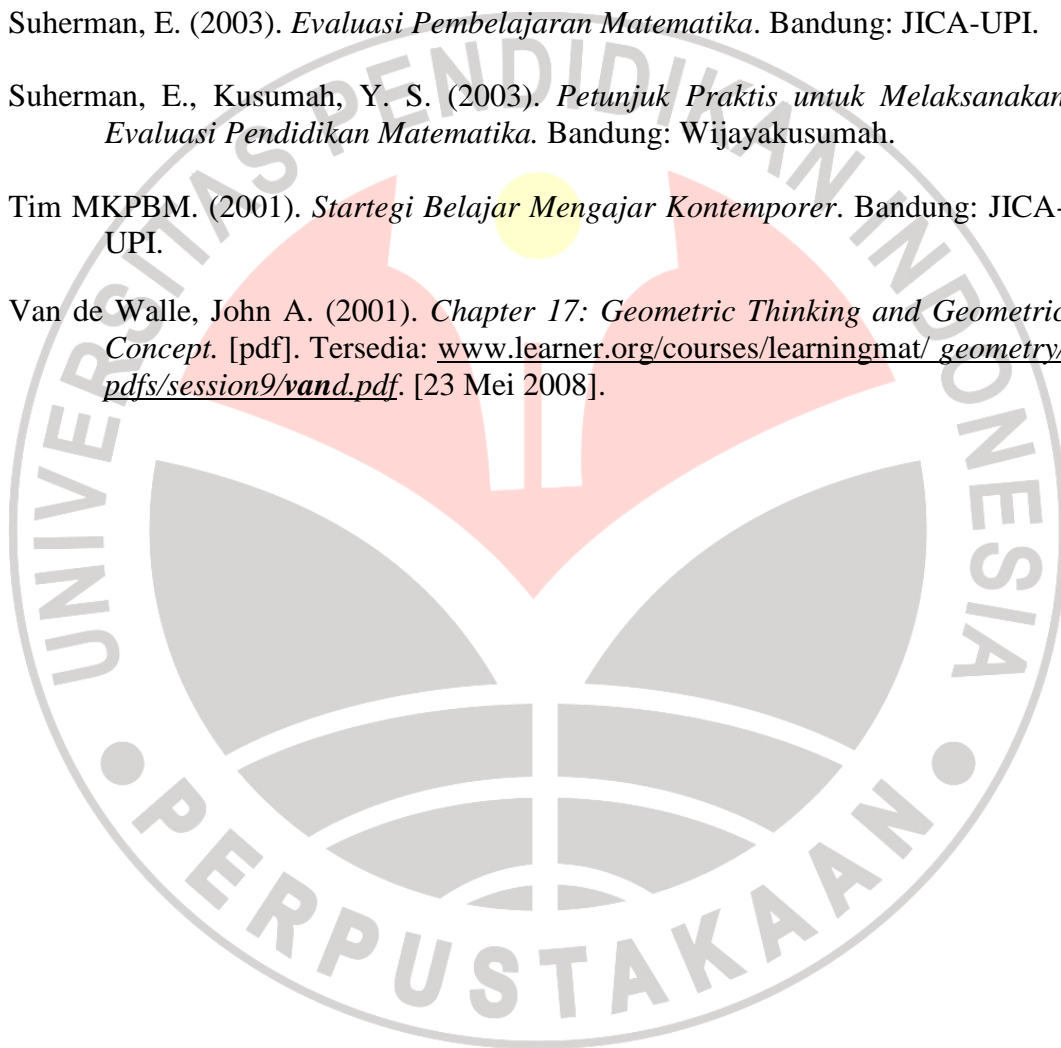 Suherman, E. (2003). Evaluasi Pembelajaran Matematika. Bandung: JICA-UPI.
Suherman, E., Kusumah, Y. S. (2003). Petunjuk Praktis untuk Melaksanakan
Evaluasi Pendidikan Matematika. Bandung: Wijayakusumah.
Tim MKPBM. (2001). Startegi Belajar Mengajar Kontemporer. Bandung: JICA-
UPI.
Van de Walle, John A. (2001). Chapter 17: Geometric Thinking and Geometric
Concept. [pdf]. Tersedia: www.learner.org/courses/learningmat/ geometry/
pdfs/session9/vand.pdf. [23 Mei 2008].
UNIVERSITAS PENDIDIKAN INDONESIA
PERPUSTAKAAN